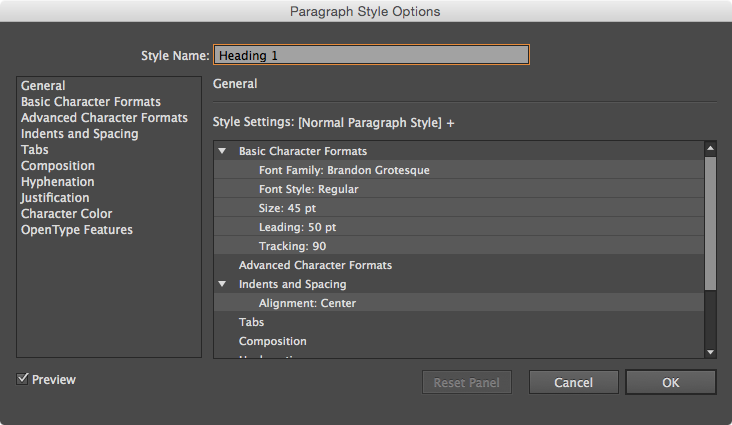 Paragraph Style Options
Style Name: Heading 1
General
Basic Character Formats
Advanced Character Formats
Indents and Spacing
Tabs
Composition
Hyphenation
Justification
Character Color
OpenType Features
General
Style Settings: [Normal Paragraph Style] +
Basic Character Formats
Font Family: Brandon Grotesque
Font Style: Regular
Size: 45 pt
Leading: 50 pt
Tracking: 90
Advanced Character Formats
Indents and Spacing
Alignment: Center
Tabs
Composition
Preview
Reset Panel
Cancel
OK